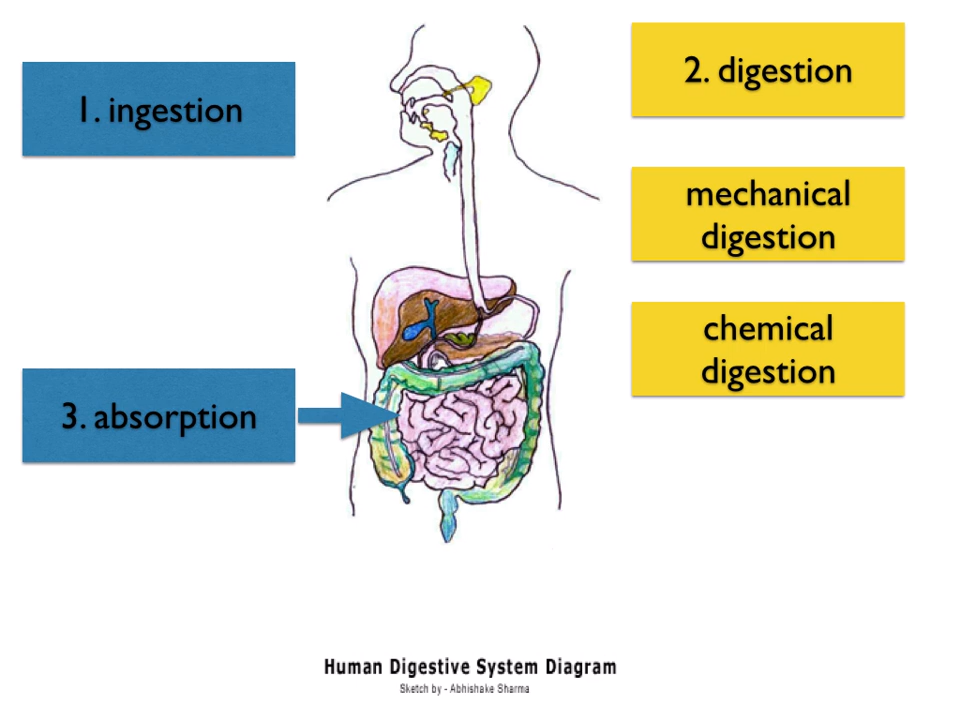 1. ingestion
2. digestion
mechanical
digestion
chemical
digestion
3. absorption
Human Digestive System Diagram
Sketch by - Abhishake Sharma